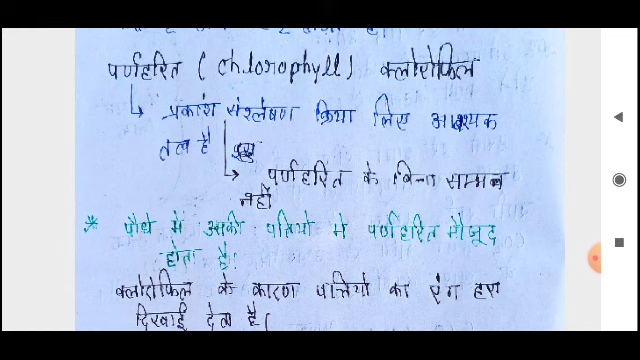 पर्णहरित (Chlorophyll) क्लोरोफिल
↳ प्रकाश संश्लेषण क्रिया लिए आवश्यक
तत्व है
↳ पर्णहरित के बिना सम्भव
नहीं
* पौधे में उसकी पत्तियो मे पर्णहरित मौजूद
होता है।
क्लोरोफिल के कारण पत्तियो का रंग हरा
दिखाई देता है।